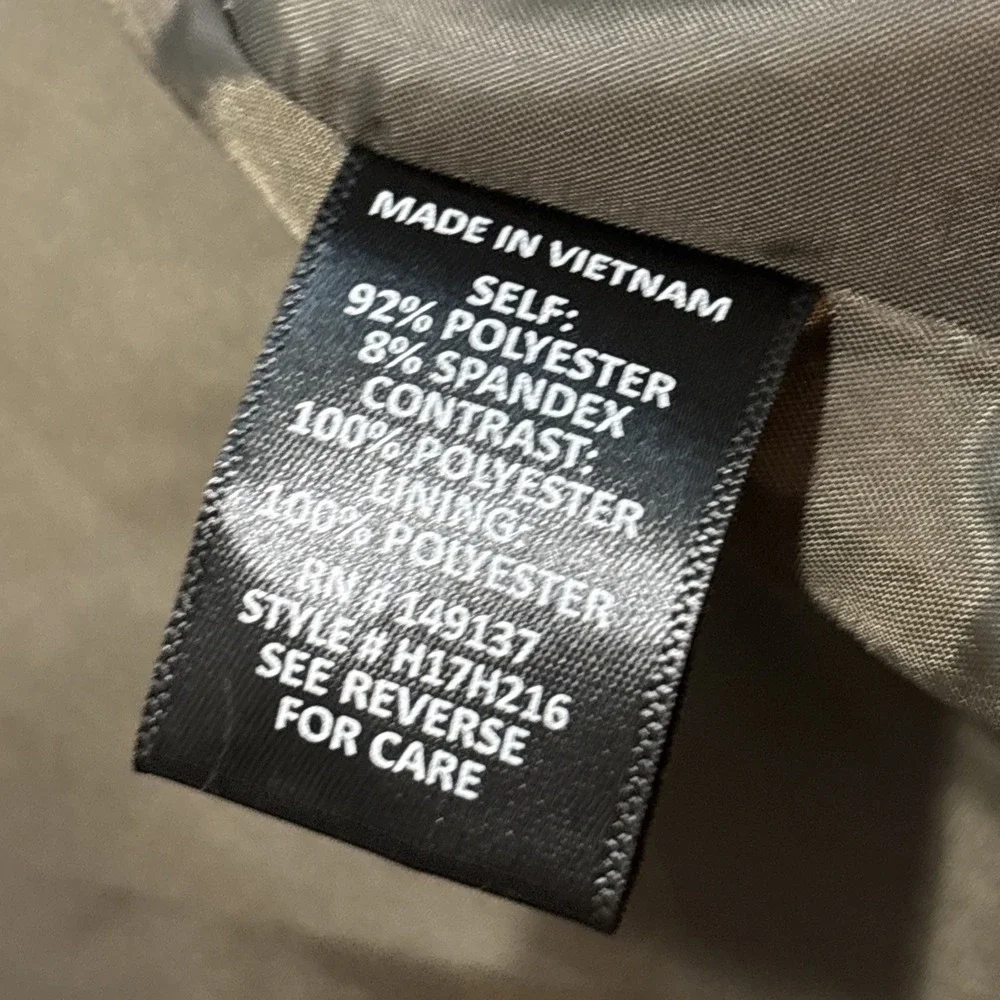 MADE IN VIETNAM
SELF:
92% POLYESTER
8% SPANDEX
CONTRAST:
100% POLYESTER
LINING:
100% POLYESTER
RN # 149137
STYLE # H17H216
SEE REVERSE
FOR CARE